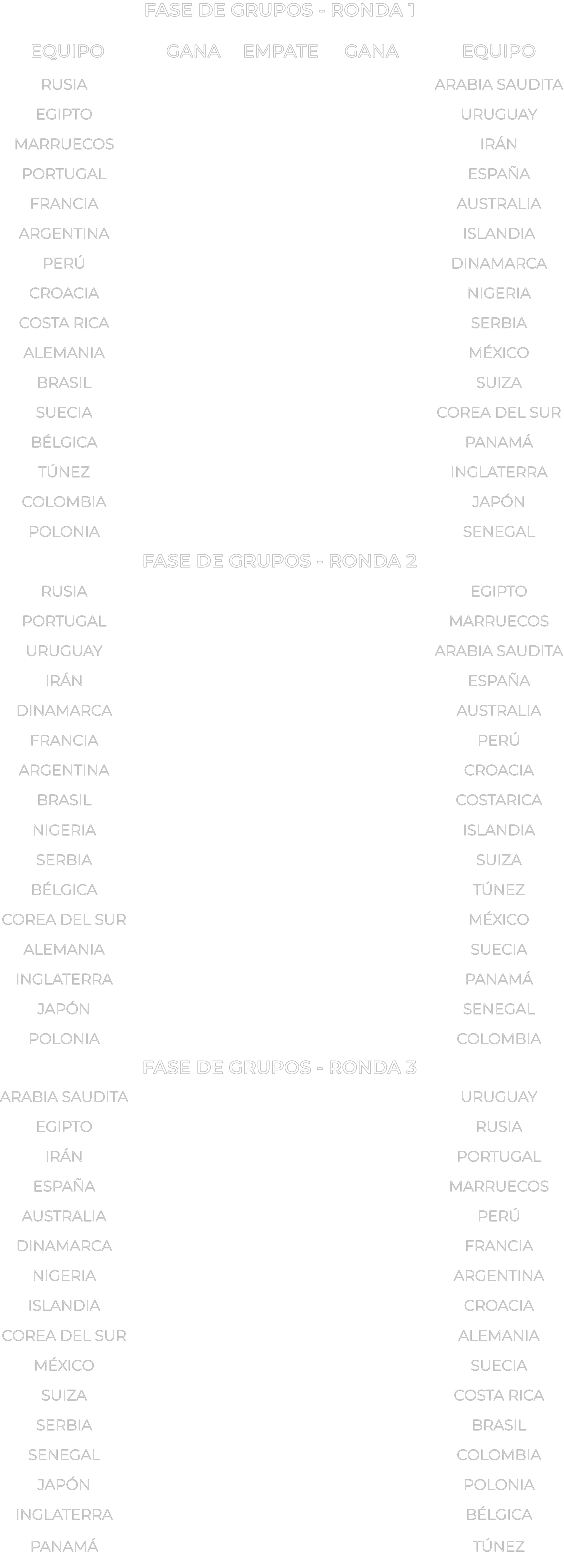 FASE DE GRUPOS - RONDA 1
EQUIPO GANA EMPATE GANA EQUIPO
RUSIA ARABIA SAUDITA
EGIPTO URUGUAY
MARRUECOS IRÁN
PORTUGAL ESPAÑA
FRANCIA AUSTRALIA
ARGENTINA ISLANDIA
PERÚ DINAMARCA
CROACIA NIGERIA
COSTA RICA SERBIA
ALEMANIA MÉXICO
BRASIL SUIZA
SUECIA COREA DEL SUR
BÉLGICA PANAMÁ
TÚNEZ INGLATERRA
COLOMBIA JAPÓN
POLONIA SENEGAL
FASE DE GRUPOS - RONDA 2
RUSIA EGIPTO
PORTUGAL MARRUECOS
URUGUAY ARABIA SAUDITA
IRÁN ESPAÑA
DINAMARCA AUSTRALIA
FRANCIA PERÚ
ARGENTINA CROACIA
BRASIL COSTARICA
NIGERIA ISLANDIA
SERBIA SUIZA
BÉLGICA TÚNEZ
COREA DEL SUR MÉXICO
ALEMANIA SUECIA
INGLATERRA PANAMÁ
JAPÓN SENEGAL
POLONIA COLOMBIA
FASE DE GRUPOS - RONDA 3
ARABIA SAUDITA URUGUAY
EGIPTO RUSIA
IRÁN PORTUGAL
ESPAÑA MARRUECOS
AUSTRALIA PERÚ
DINAMARCA FRANCIA
NIGERIA ARGENTINA
ISLANDIA CROACIA
COREA DEL SUR ALEMANIA
MÉXICO SUECIA
SUIZA COSTA RICA
SERBIA BRASIL
SENEGAL COLOMBIA
JAPÓN POLONIA
INGLATERRA BÉLGICA
PANAMÁ TÚNEZ